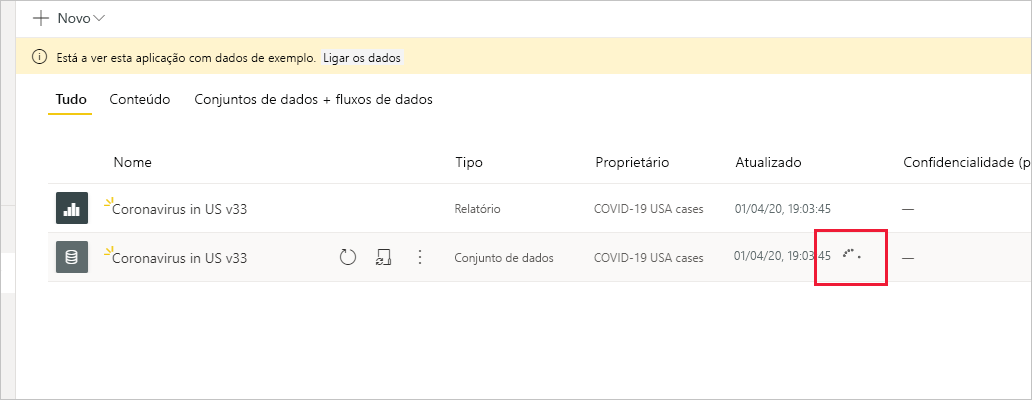 Novo
Está a ver esta aplicação com dados de exemplo. Ligar os dados
Tudo Conteúdo Conjuntos de dados + fluxos de dados
Nome Tipo Proprietário Atualizado Confidencialidade (p
Coronavirus in US v33 Relatório COVID-19 USA cases 01/04/20, 19:03:45 —
Coronavirus in US v33 Conjunto de dados COVID-19 USA cases 01/04/20, 19:03:45 —